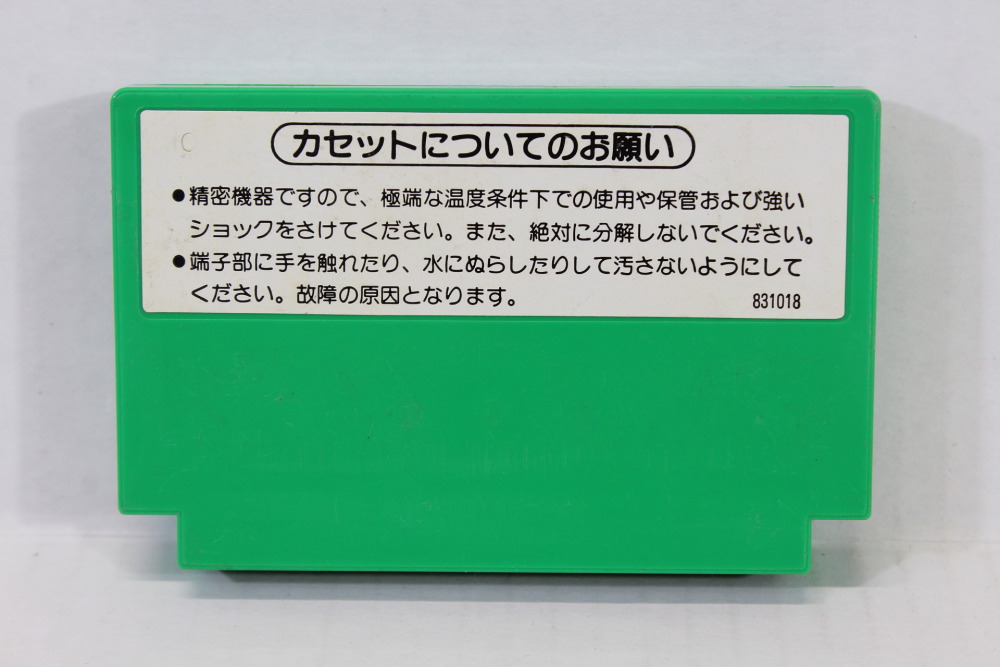 カセットについてのお願い
●精密機器ですので、極端な温度条件下での使用や保管および強い
ショックをさけてください。また、絶対に分解しないでください。
●端子部に手を触れたり、水にぬらしたりして汚さないようにして
ください。故障の原因となります。
831018